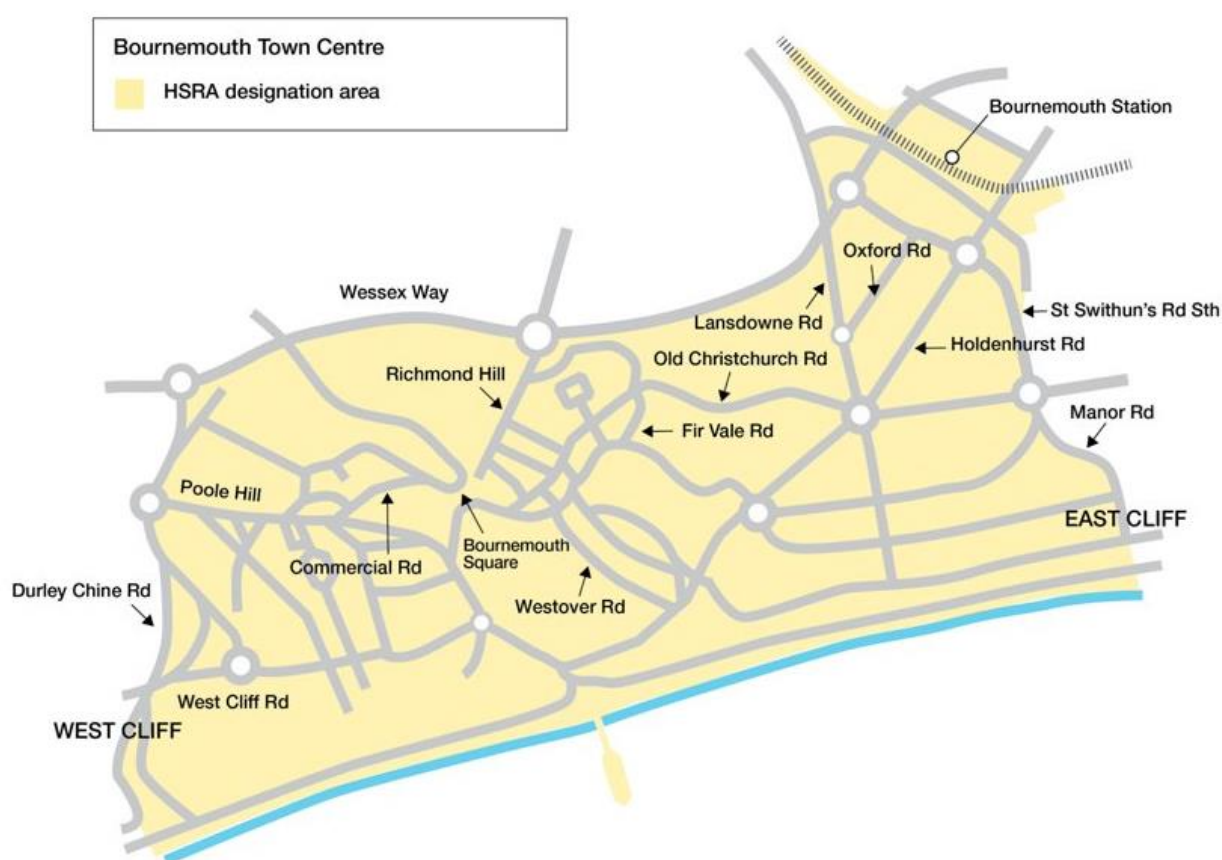 Bournemouth Town Centre
HSRA designation area
Bournemouth Station
Oxford Rd
Wessex Way
Lansdowne Rd
St Swithun's Rd Sth
Holdenhurst Rd
Old Christchurch Rd
Richmond Hill
Manor Rd
Fir Vale Rd
Poole Hill
EAST CLIFF
Bournemouth
Square
Commercial Rd
Durley Chine Rd
Westover Rd
West Cliff Rd
WEST CLIFF